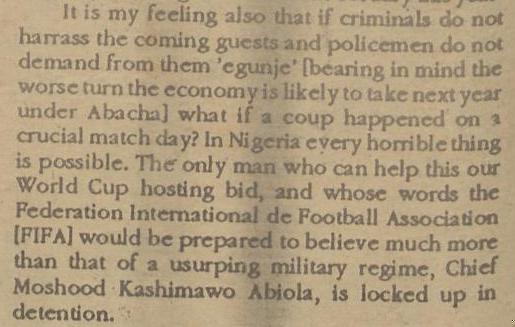 It is my feeling also that if criminals do not
harrass the coming guests and policemen do not
demand from them 'egunje' [bearing in mind the
worse turn the economy is likely to take next year
under Abacha] what if a coup happened on a
crucial match day? In Nigeria every horrible thing
is possible. The only man who can help this our
World Cup hosting bid, and whose words the
Federation International de Football Association
[FIFA] would be prepared to believe much more
than that of a usurping military regime, Chief
Moshood Kashimawo Abiola, is locked up in
detention.